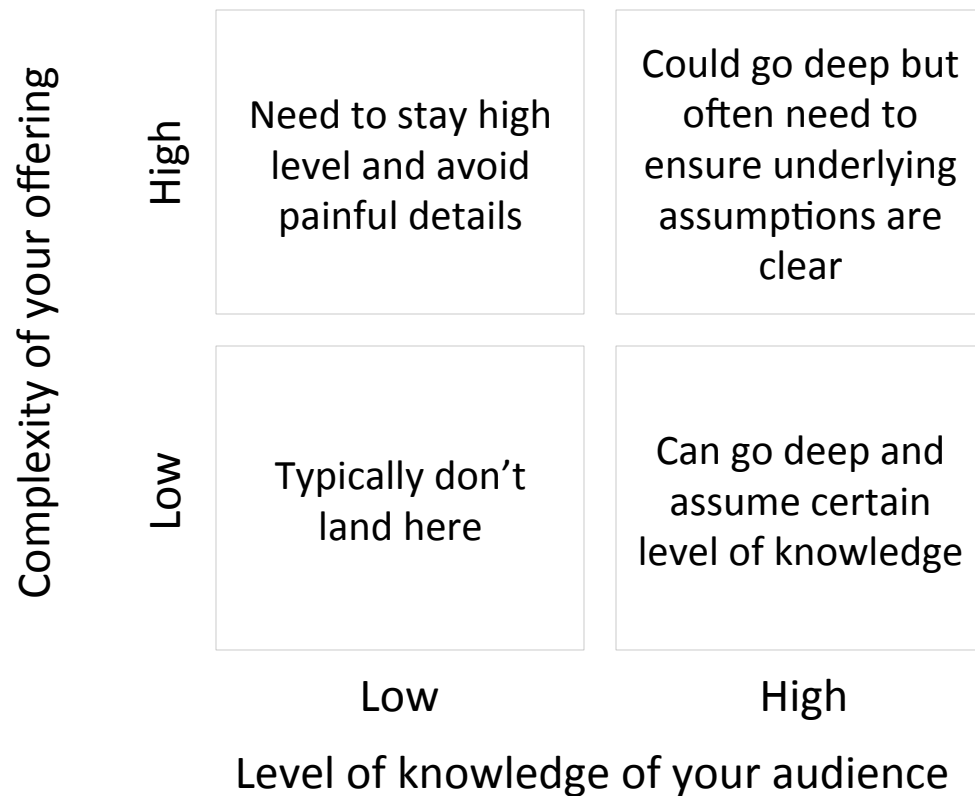 Complexity of your offering
High
Need to stay high
level and avoid
painful details
Could go deep but
often need to
ensure underlying
assumptions are
clear
Low
Typically don’t
land here
Can go deep and
assume certain
level of knowledge
Low
High
Level of knowledge of your audience